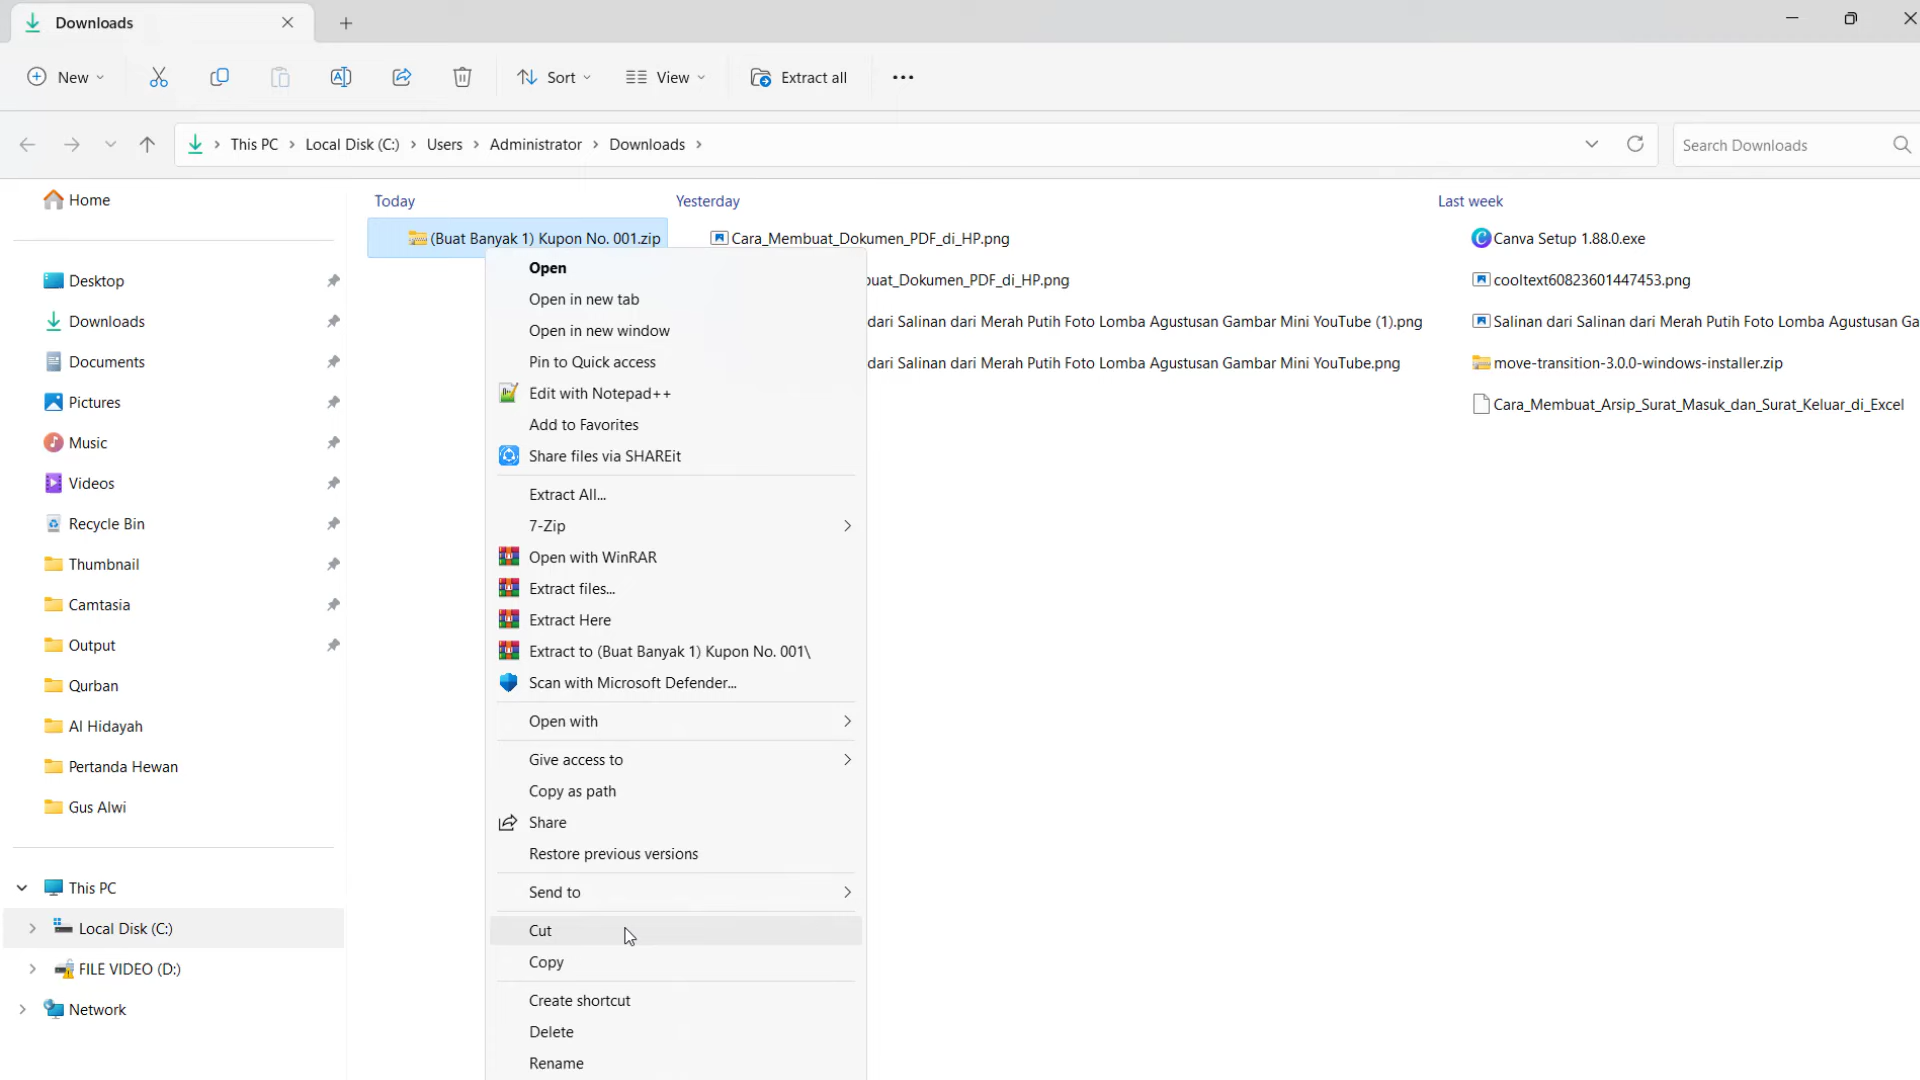 Downloads
New
Sort
View
Extract all
This PC
Local Disk (C:)
Users
Administrator
Downloads
Search Downloads
Home
Desktop
Downloads
Documents
Pictures
Music
Videos
Recycle Bin
Thumbnail
Camtasia
Output
Qurban
Al Hidayah
Pertanda Hewan
Gus Alwi
This PC
Local Disk (C:)
FILE VIDEO (D:)
Network
Today
(Buat Banyak 1) Kupon No. 001.zip
Yesterday
Cara_Membuat_Dokumen_PDF_di_HP.png
uat_Dokumen_PDF_di_HP.png
dari Salinan dari Merah Putih Foto Lomba Agustusan Gambar Mini YouTube (1).png
dari Salinan dari Merah Putih Foto Lomba Agustusan Gambar Mini YouTube.png
Last week
Canva Setup 1.88.0.exe
cooltext60823601447453.png
Salinan dari Salinan dari Merah Putih Foto Lomba Agustusan Ga
move-transition-3.0.0-windows-installer.zip
Cara_Membuat_Arsip_Surat_Masuk_dan_Surat_Keluar_di_Excel
Open
Open in new tab
Open in new window
Pin to Quick access
Edit with Notepad++
Add to Favorites
Share files via SHAREit
Extract All...
7-Zip
Open with WinRAR
Extract files...
Extract Here
Extract to (Buat Banyak 1) Kupon No. 001\
Scan with Microsoft Defender...
Open with
Give access to
Copy as path
Share
Restore previous versions
Send to
Cut
Copy
Create shortcut
Delete
Rename